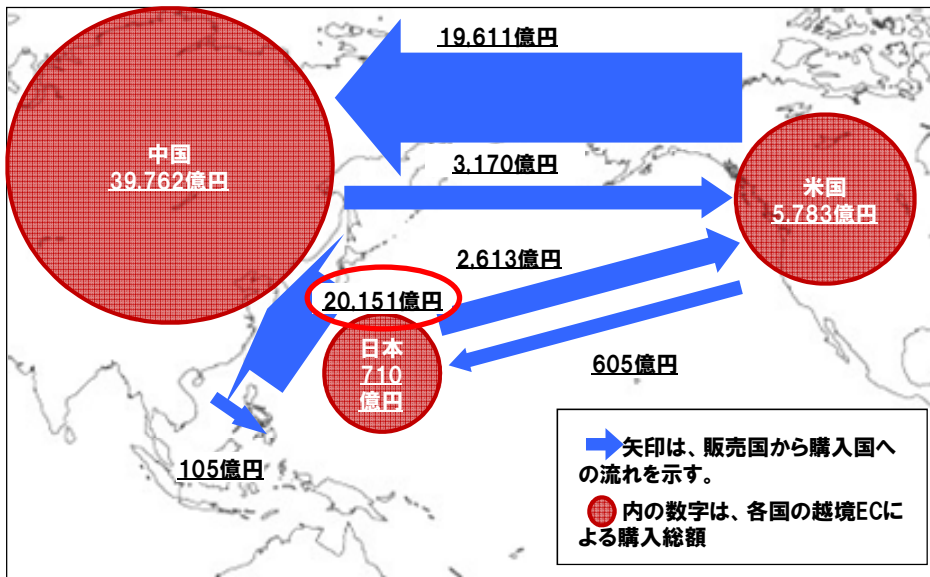 19,611億円
中国
39,762億円
3,170億円
米国
5,783億円
2,613億円
20,151億円
日本
710
億円
605億円
105億円
矢印は、販売国から購入国へ
の流れを示す。
内の数字は、各国の越境ECに
よる購入総額